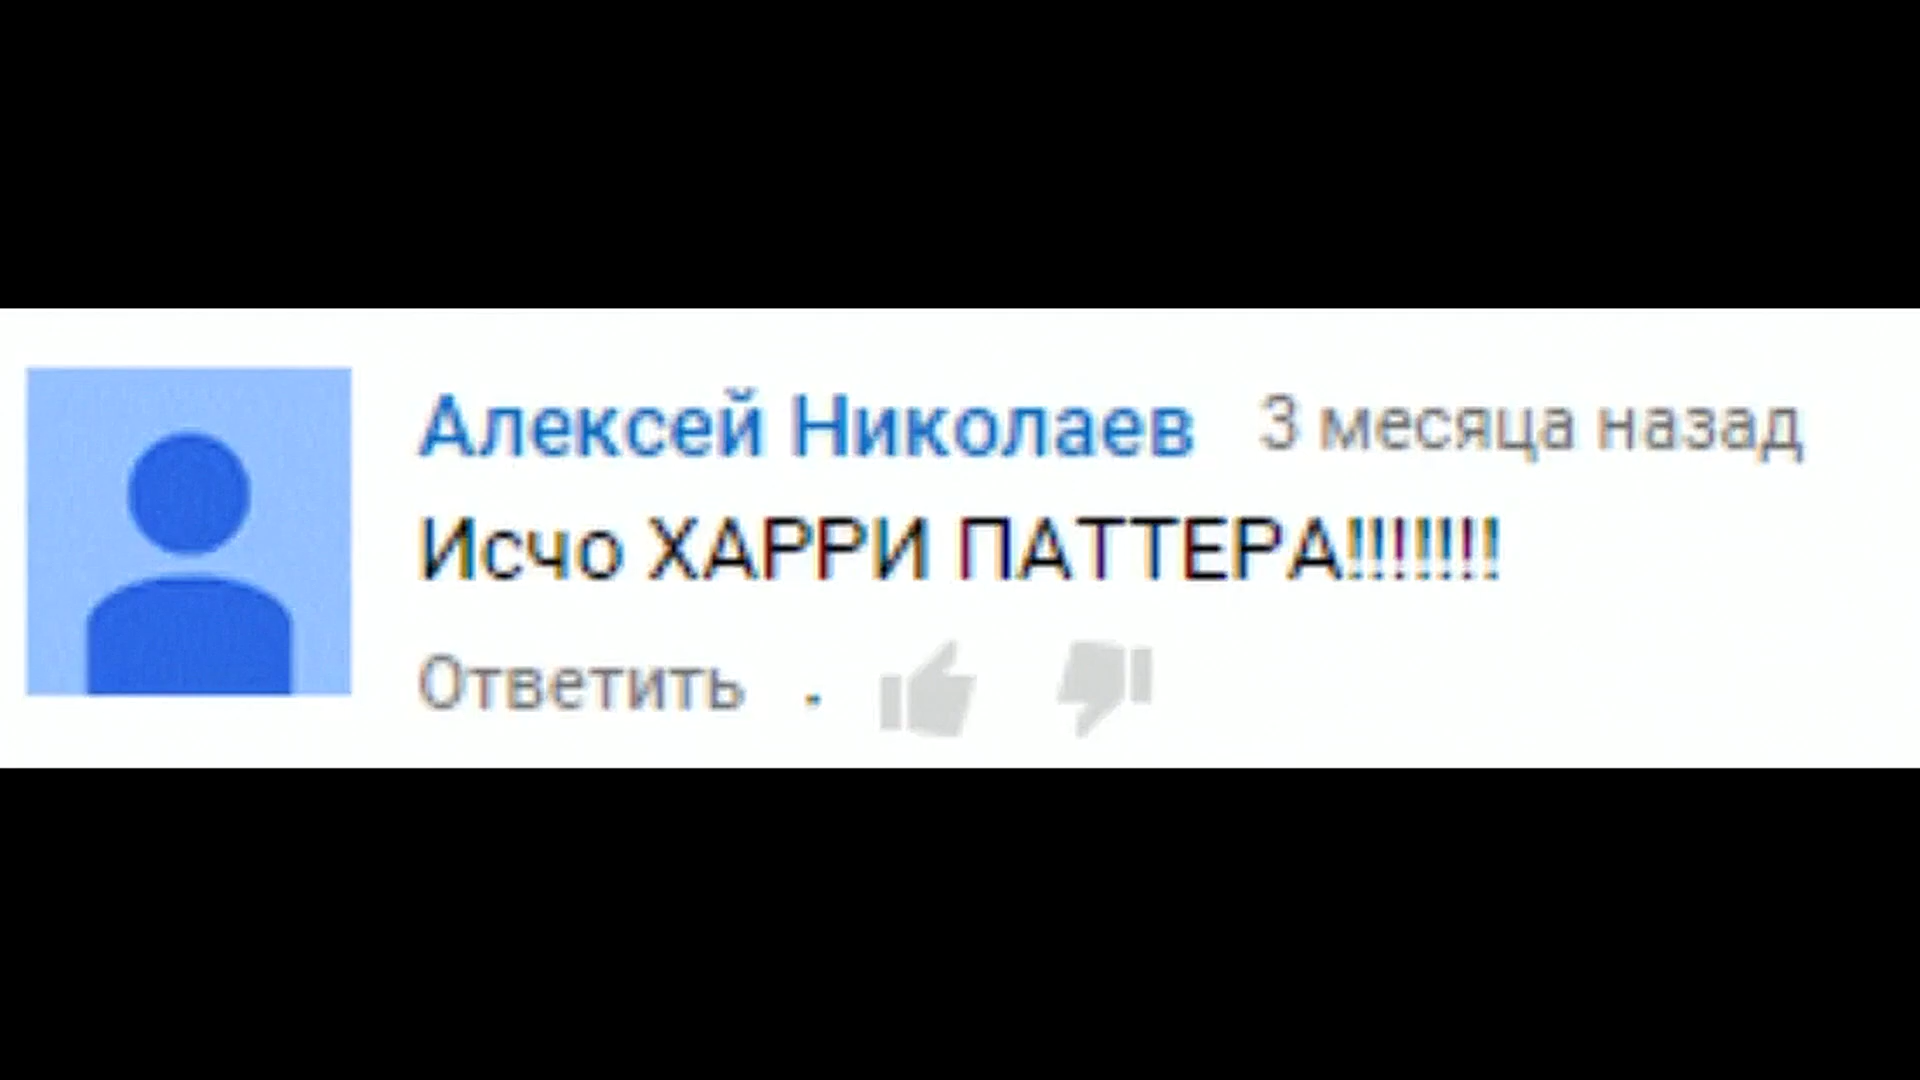 Алексей Николаев 3 месяца назад
Исчо ХАРРИ ПАТТЕРА!!!!!!!
Ответить ·